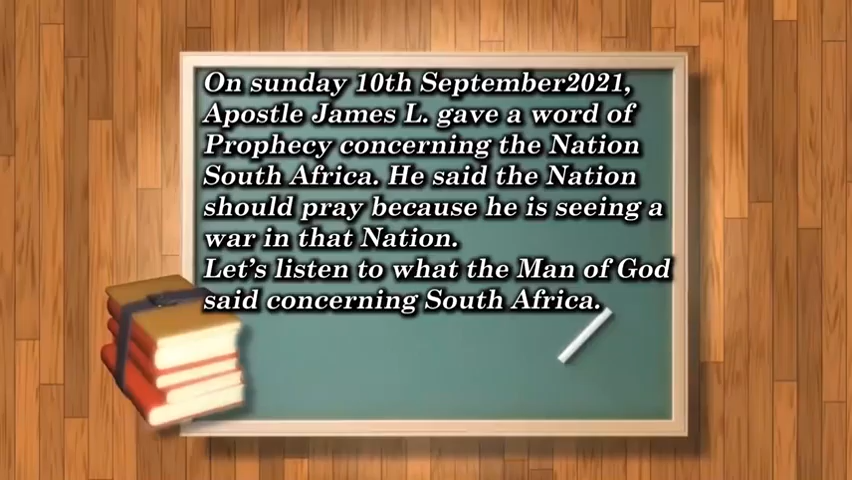 On sunday 10th September2021,
Apostle James L. gave a word of
Prophecy concerning the Nation
South Africa. He said the Nation
should pray because he is seeing a
war in that Nation.
Let's listen to what the Man of God
said concerning South Africa.